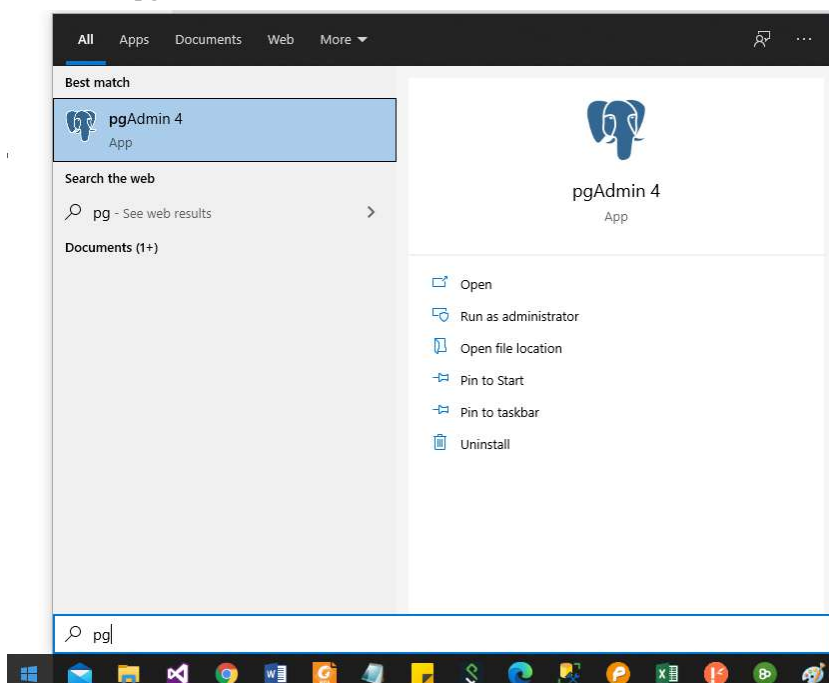 All Apps Documents Web More
Best match
pgAdmin 4
App
Search the web
pg - See web results
Documents (1+)
pgAdmin 4
App
Open
Run as administrator
Open file location
Pin to Start
Pin to taskbar
Uninstall
pg